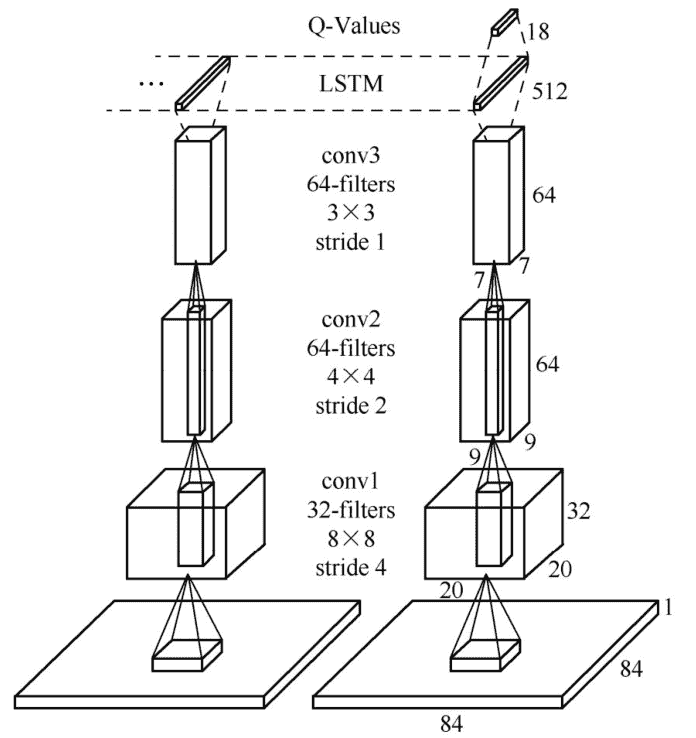 Q-Values
18
...
LSTM
512
conv3
64-filters
3×3
stride 1
64
7
7
conv2
64-filters
4×4
stride 2
64
9
9
conv1
32-filters
8×8
stride 4
32
20
20
1
84
84